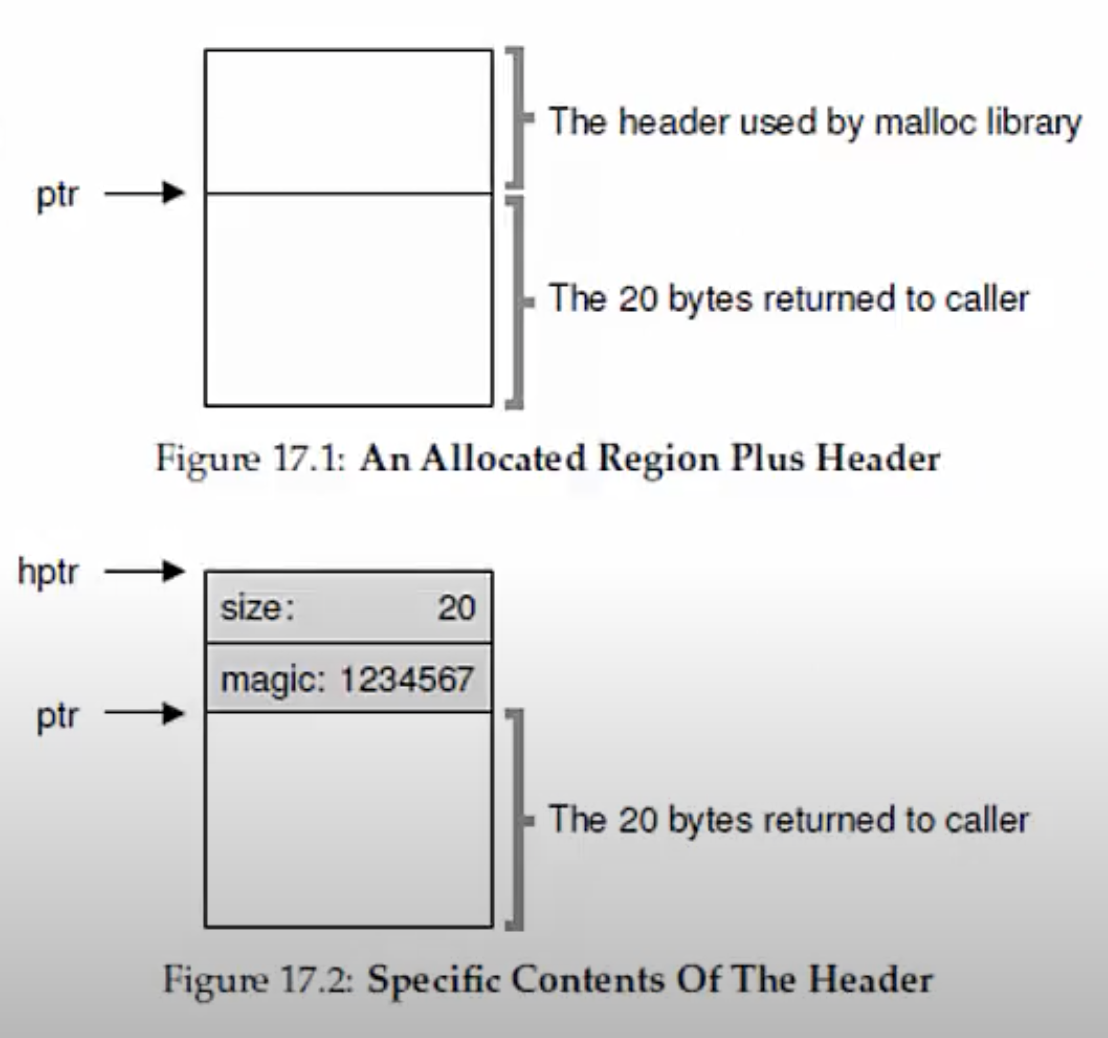 The header used by malloc library
ptr
The 20 bytes returned to caller
Figure 17.1: An Allocated Region Plus Header
hptr
size: 20
magic: 1234567
ptr
The 20 bytes returned to caller
Figure 17.2: Specific Contents Of The Header